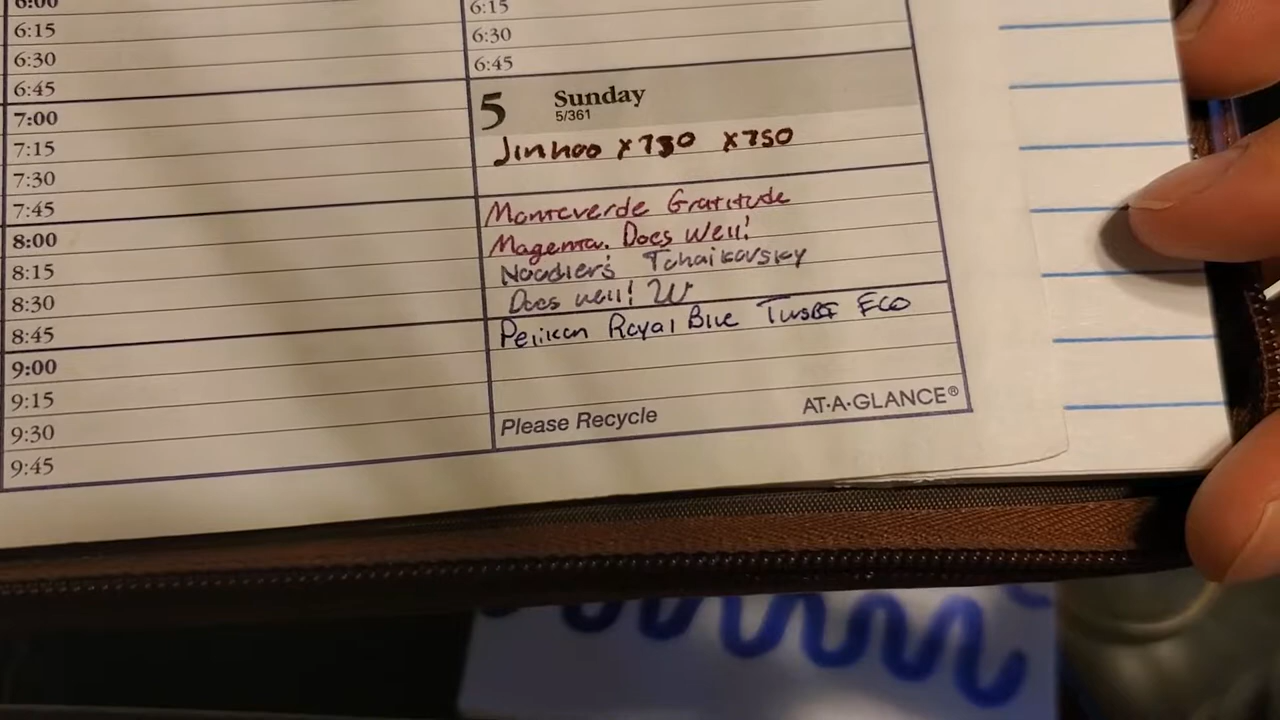 6:00
6:15
6:30
6:45
7:00
7:15
7:30
7:45
8:00
8:15
8:30
8:45
9:00
9:15
9:30
9:45
6:15
6:30
6:45
5 Sunday
5/361
Jinhao x750 x750
Monteverde Gratitude
Magenta. Does Well!
Noodler's Tchaikovsky
Does well! W
Pelikan Royal Blue Twsbi ECO
Please Recycle
AT-A-GLANCE®